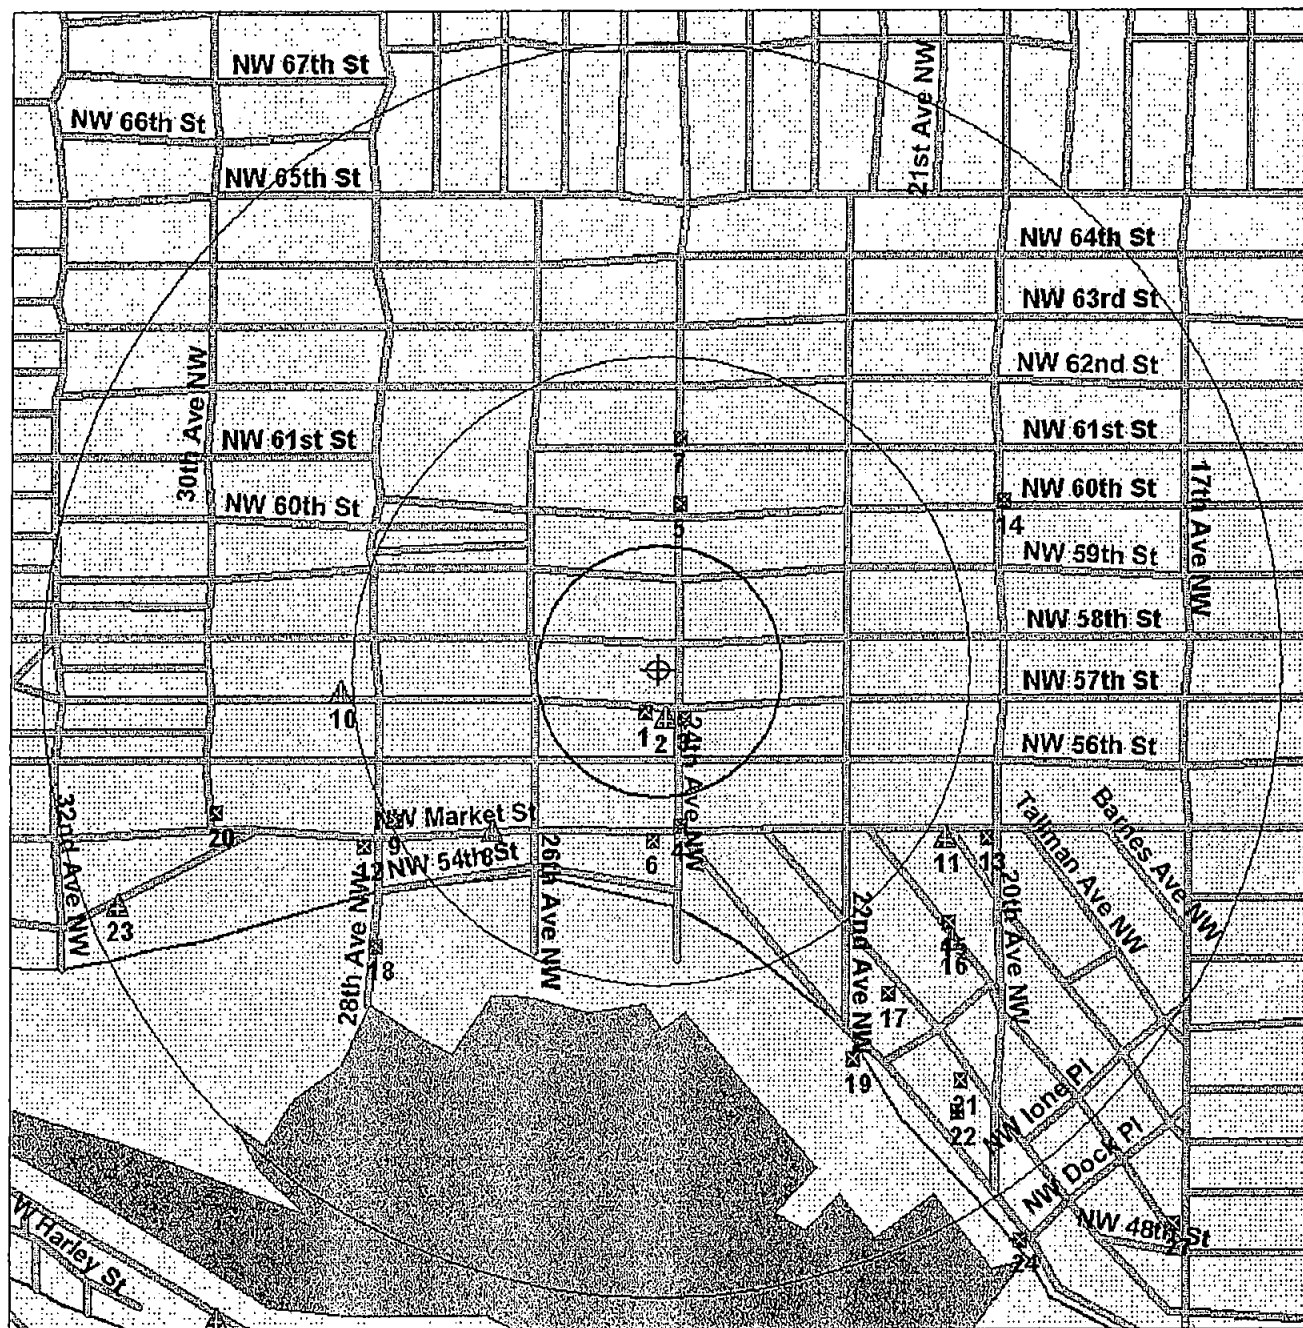 NW 67th St
21st Ave NW
NW 66th St
NW 65th St
NW 64th St
NW 63rd St
NW 62nd St
30th Ave NW
NW 61st St
NW 61st St
7
17th Ave NW
NW 60th St
NW 60th St
5
14
NW 59th St
NW 58th St
NW 57th St
10
1
2
24th Ave NW
NW 56th St
32nd Ave NW
20
NW Market St
9
Tallman Ave NW
Barnes Ave NW
12
NW 54th St
8
26th Ave NW
6
4
11
13
20th Ave NW
23
28th Ave NW
18
22nd Ave NW
16
17
19
21
22
NW Ione Pl
NW Dock Pl
NW 48th St
24
27
W Harley St